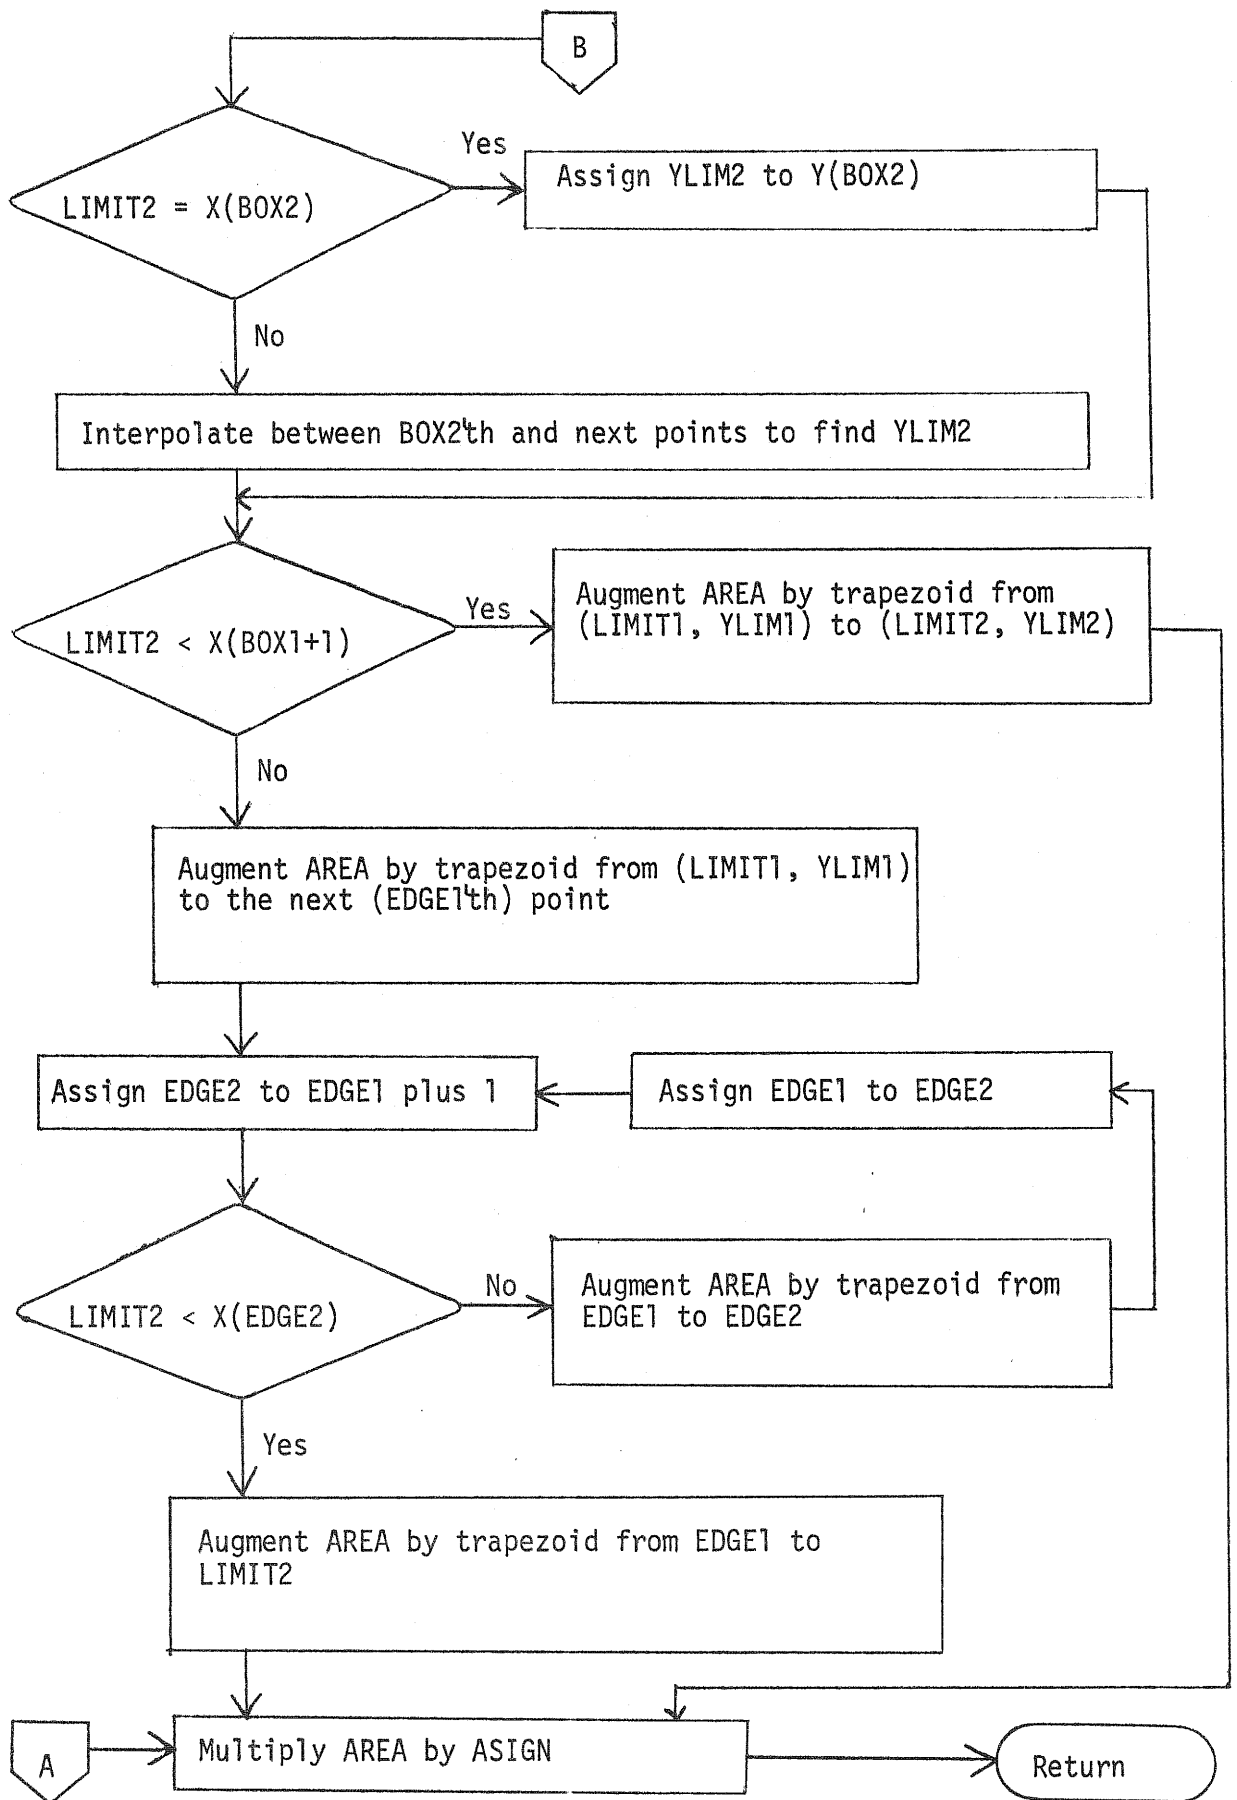 B
Yes
Assign YLIM2 to Y(BOX2)
LIMIT2 = X(BOX2)
No
Interpolate between BOX2'th and next points to find YLIM2
Yes
Augment AREA by trapezoid from
(LIMIT1, YLIM1) to (LIMIT2, YLIM2)
LIMIT2 < X(BOX1+1)
No
Augment AREA by trapezoid from (LIMIT1, YLIM1)
to the next (EDGE1'th) point
Assign EDGE2 to EDGE1 plus 1
Assign EDGE1 to EDGE2
No
Augment AREA by trapezoid from
EDGE1 to EDGE2
LIMIT2 < X(EDGE2)
Yes
Augment AREA by trapezoid from EDGE1 to
LIMIT2
A
Multiply AREA by ASIGN
Return